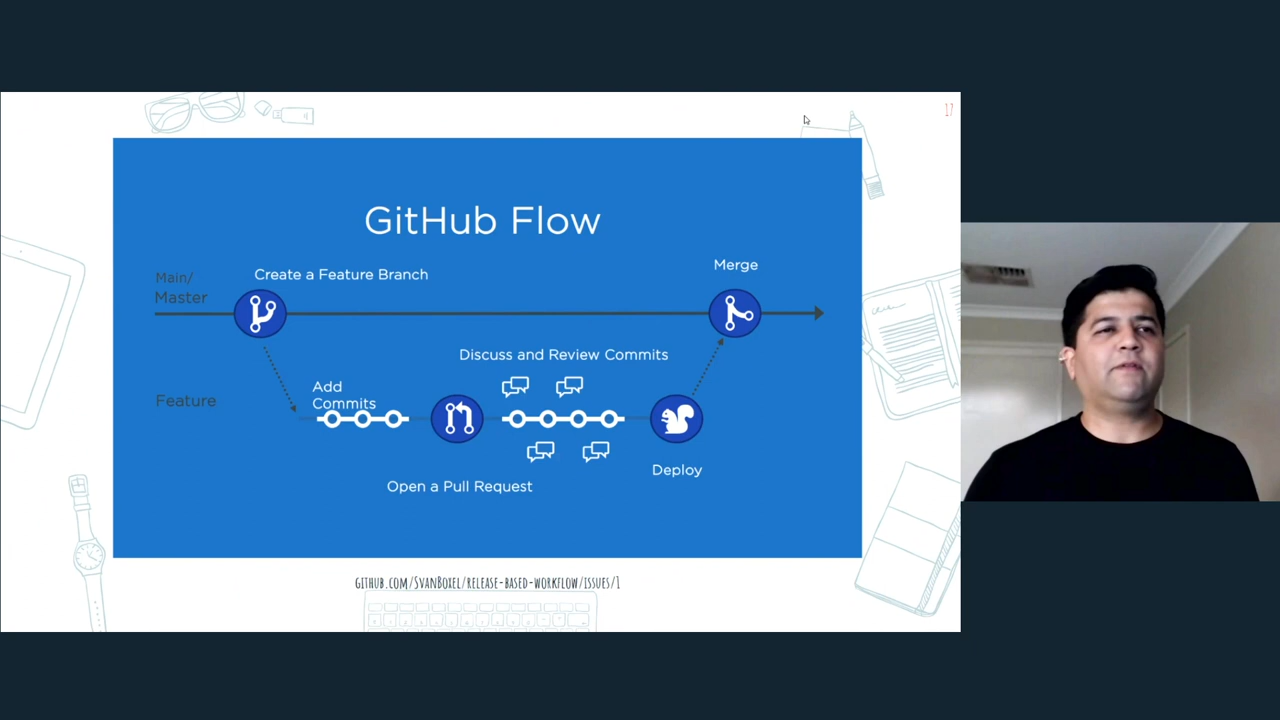 17
GitHub Flow
Main/
Master
Create a Feature Branch
Merge
Discuss and Review Commits
Add
Commits
Feature
Deploy
Open a Pull Request
github.com/SvanBoxel/release-based-workflow/issues/1